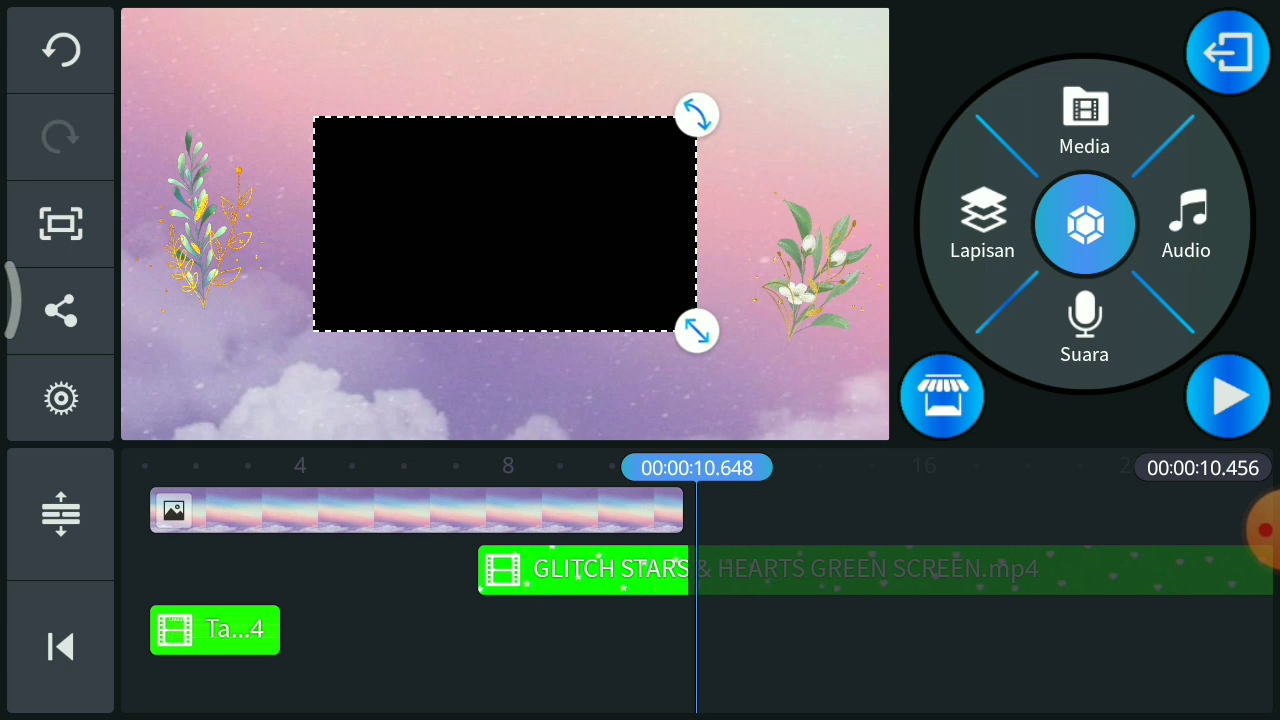 Media
Lapisan
Audio
Suara
4
8
00:00:10.648
16
00:00:10.456
GLITCH STARS & HEARTS GREEN SCREEN.mp4
Ta...4